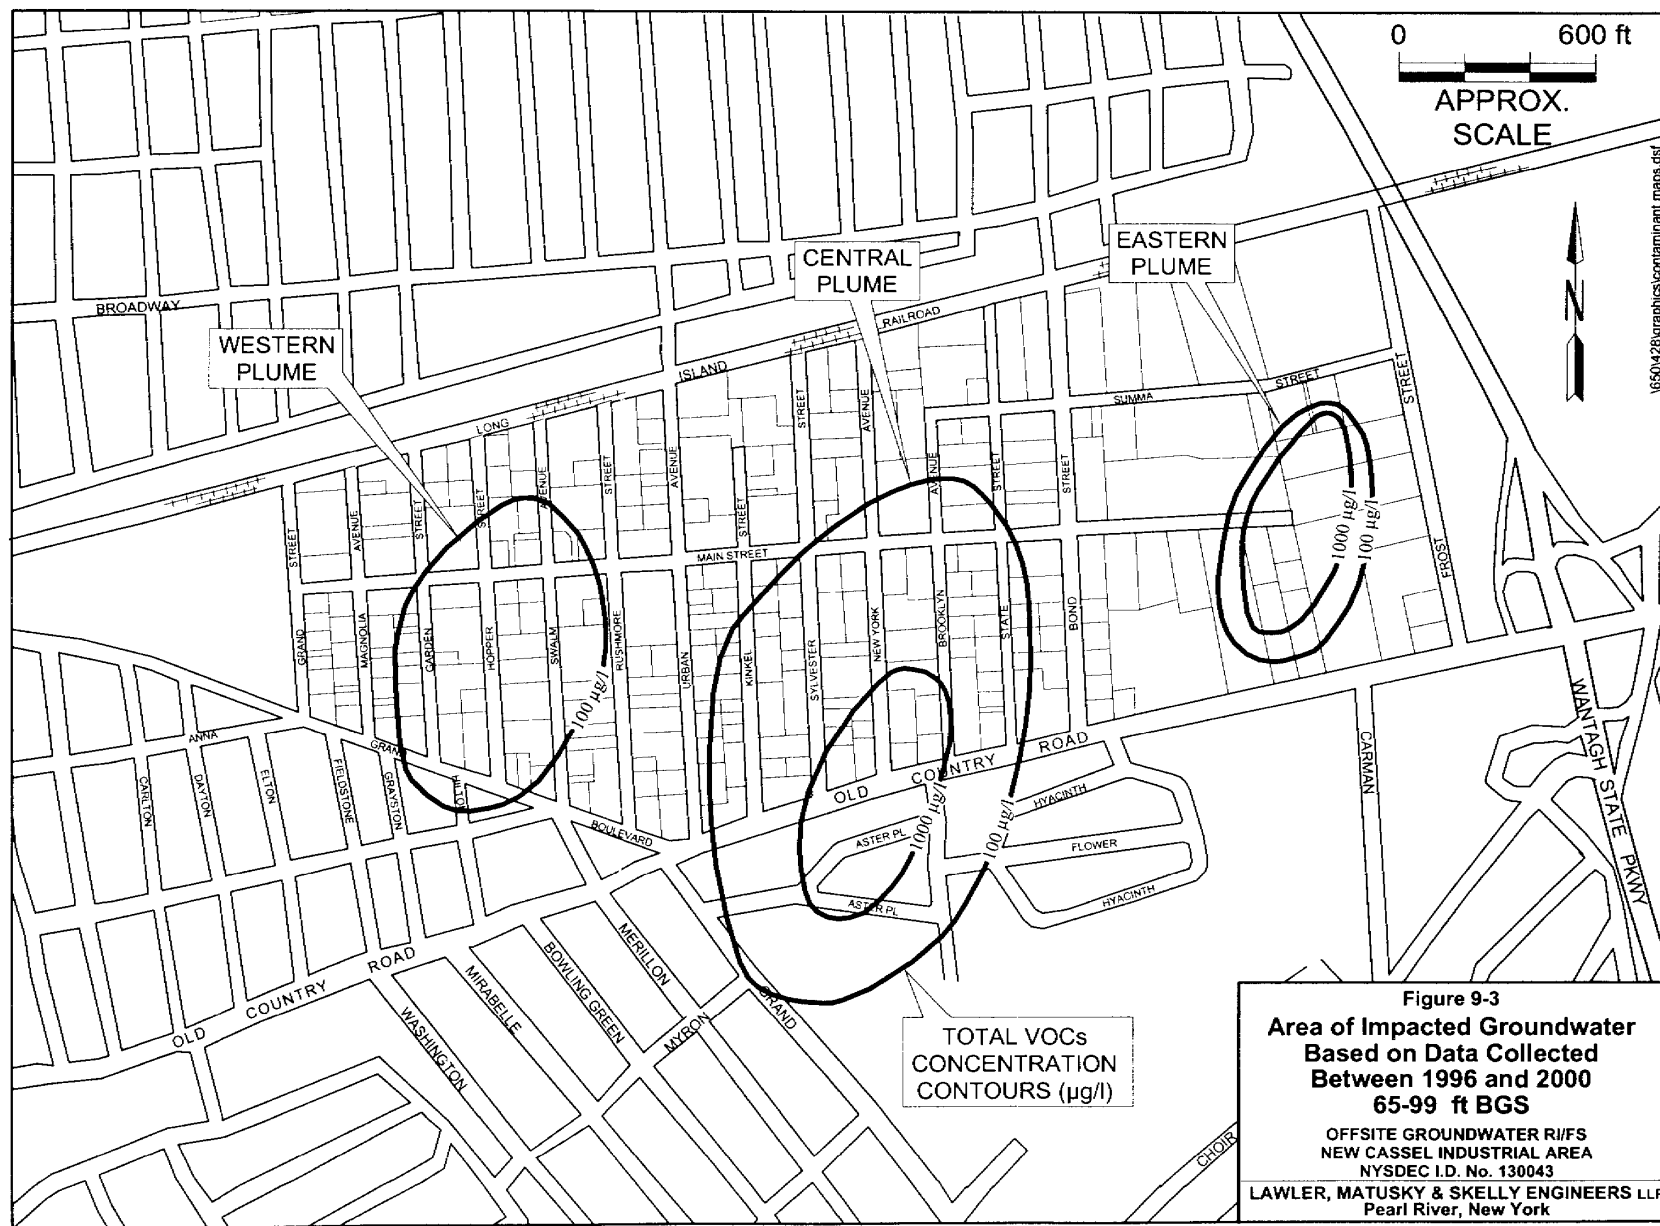 0 600 ft
APPROX.
SCALE
\650\428\graphics\contaminant maps.dsf
N
EASTERN
PLUME
CENTRAL
PLUME
WESTERN
PLUME
BROADWAY
LONG
ISLAND
RAILROAD
SUMMA
STREET
STREET
FROST
STREET
AVENUE
STREET
STREET
AVENUE
STREET
AVENUE
STREET
STREET
AVENUE
AVENUE
STREET
STREET
MAIN STREET
GRAND
MAGNOLIA
GARDEN
HOPPER
SWALM
RUSHMORE
URBAN
KINKEL
SYLVESTER
NEW YORK
BROOKLYN
STATE
BOND
100 µg/l
1000 µg/l
100 µg/l
1000 µg/l
100 µg/l
ANNA
GRAND
BOULEVARD
CARLTON
DAYTON
ELTON
FIELDSTONE
GRAYSTON
HILTON
OLD
COUNTRY
ROAD
ASTER PL
ASTER PL
HYACINTH
FLOWER
HYACINTH
CARMAN
WANTAGH STATE PKWY
OLD
COUNTRY
ROAD
WASHINGTON
MIRABELLE
BOWLING GREEN
MERILLON
MYRON
GRAND
CHOIR
TOTAL VOCs
CONCENTRATION
CONTOURS (µg/l)
Figure 9-3
Area of Impacted Groundwater
Based on Data Collected
Between 1996 and 2000
65-99 ft BGS
OFFSITE GROUNDWATER RI/FS
NEW CASSEL INDUSTRIAL AREA
NYSDEC I.D. No. 130043
LAWLER, MATUSKY & SKELLY ENGINEERS LLP
Pearl River, New York